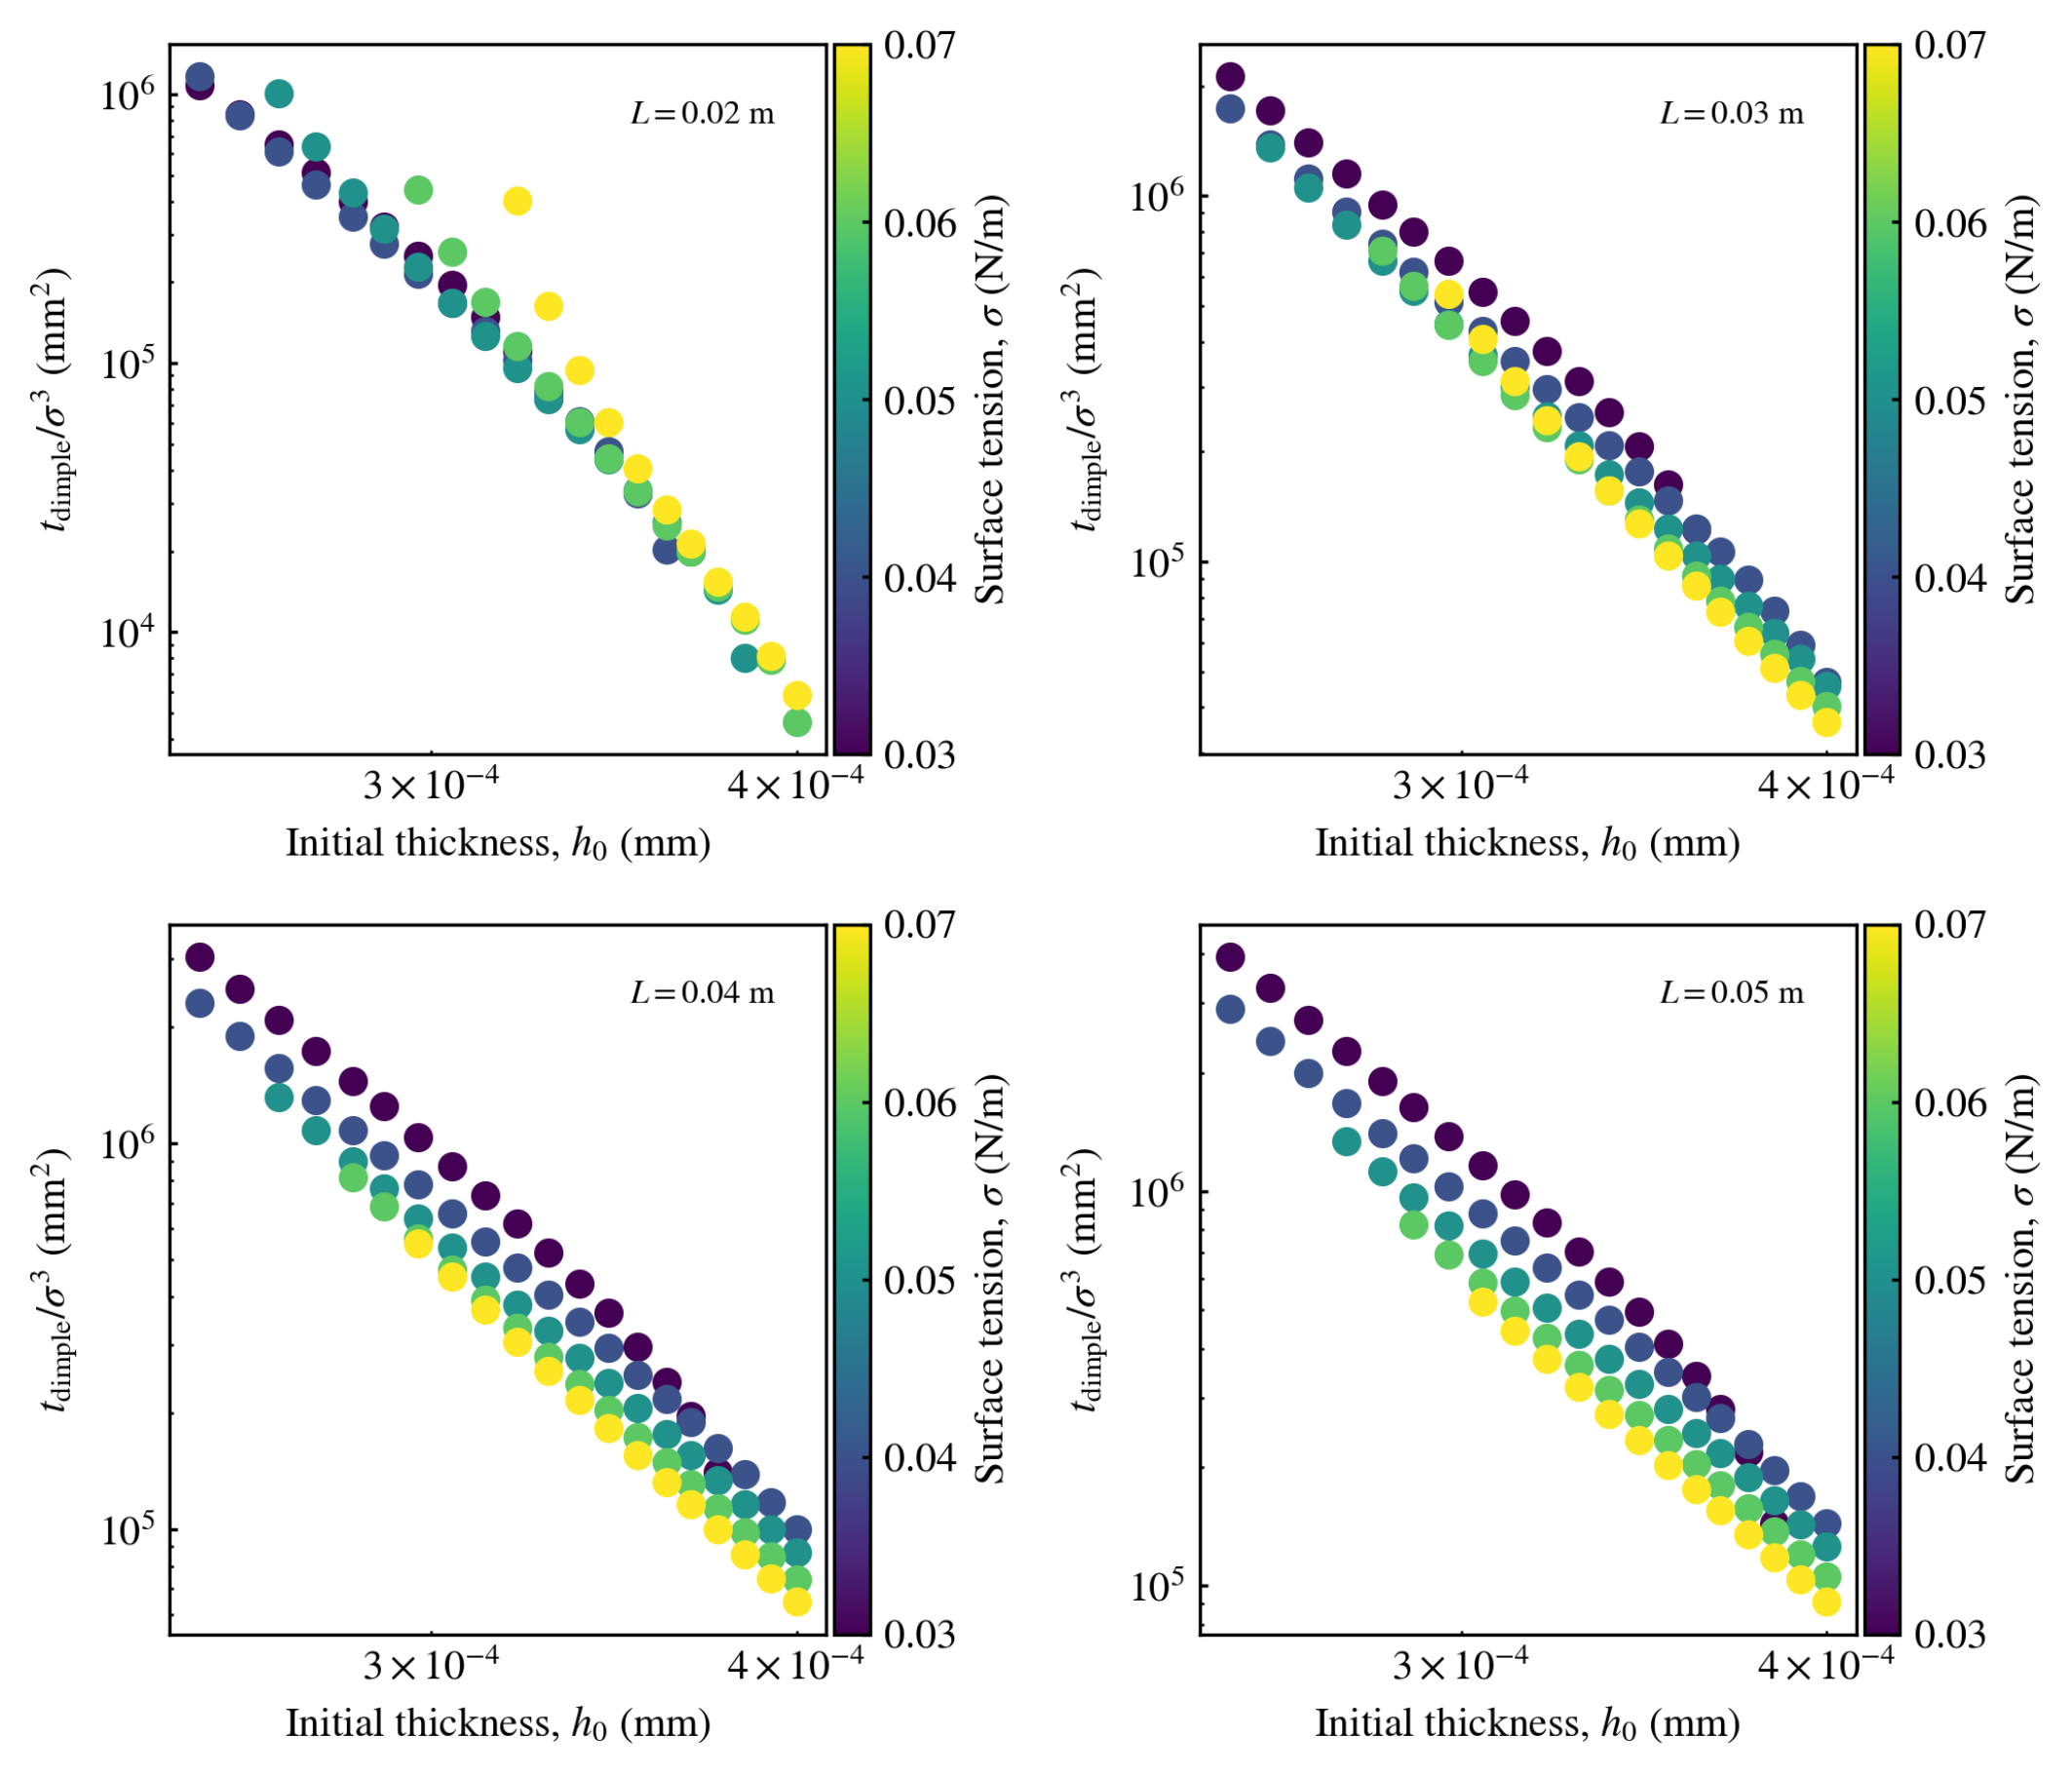 L = 0.02 m
10⁶
10⁵
10⁴
t_dimple/σ³ (mm²)
3 × 10⁻⁴
4 × 10⁻⁴
Initial thickness, h₀ (mm)
0.07
0.06
0.05
0.04
0.03
Surface tension, σ (N/m)
L = 0.03 m
10⁶
10⁵
t_dimple/σ³ (mm²)
3 × 10⁻⁴
4 × 10⁻⁴
Initial thickness, h₀ (mm)
0.07
0.06
0.05
0.04
0.03
Surface tension, σ (N/m)
L = 0.04 m
10⁶
10⁵
t_dimple/σ³ (mm²)
3 × 10⁻⁴
4 × 10⁻⁴
Initial thickness, h₀ (mm)
0.07
0.06
0.05
0.04
0.03
Surface tension, σ (N/m)
L = 0.05 m
10⁶
10⁵
t_dimple/σ³ (mm²)
3 × 10⁻⁴
4 × 10⁻⁴
Initial thickness, h₀ (mm)
0.07
0.06
0.05
0.04
0.03
Surface tension, σ (N/m)